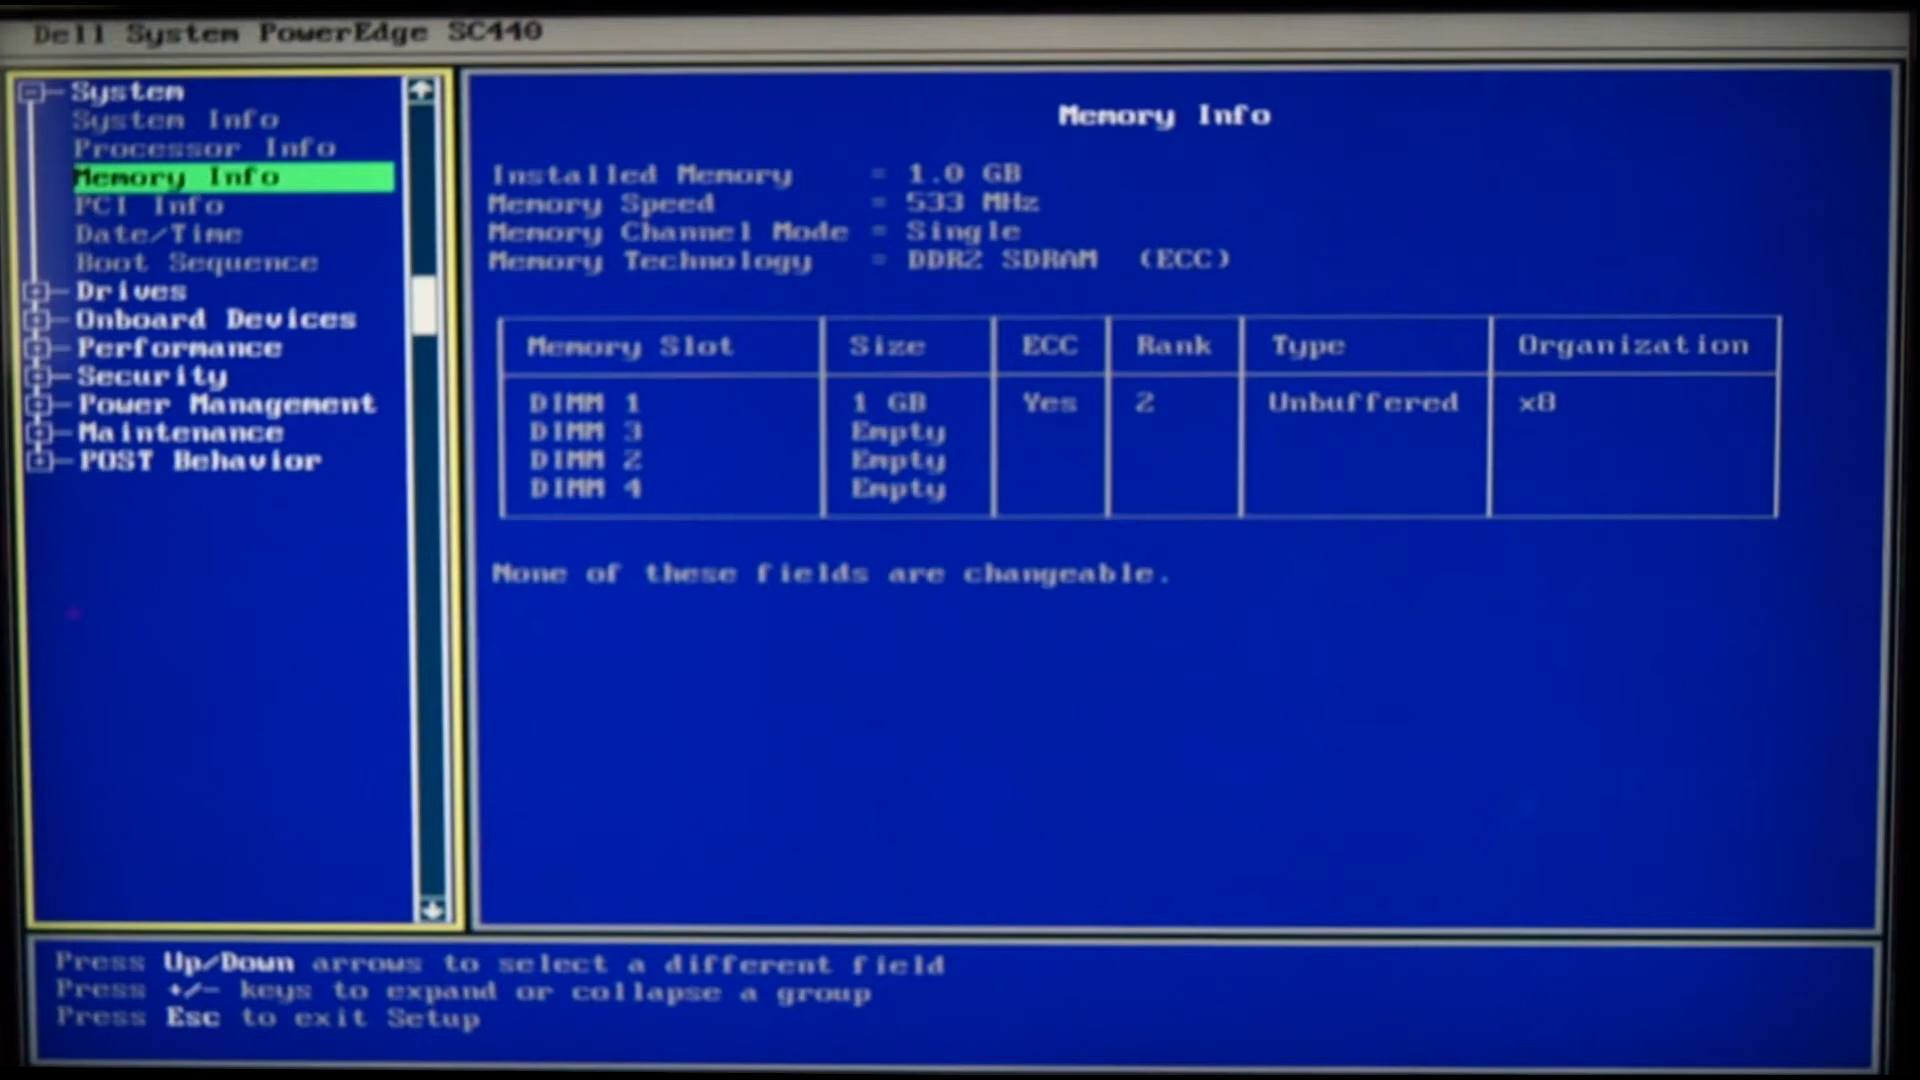 Dell System PowerEdge SC440
System
System Info
Processor Info
Memory Info
PCI Info
Date/Time
Boot Sequence
Drives
Onboard Devices
Performance
Security
Power Management
Maintenance
POST Behavior
Memory Info
Installed Memory = 1.0 GB
Memory Speed = 533 MHz
Memory Channel Mode = Single
Memory Technology = DDR2 SDRAM (ECC)
Memory Slot Size ECC Rank Type Organization
DIMM 1 1 GB Yes 2 Unbuffered x8
DIMM 3 Empty
DIMM 2 Empty
DIMM 4 Empty
None of these fields are changeable.
Press Up/Down arrows to select a different field
Press +/- keys to expand or collapse a group
Press Esc to exit Setup